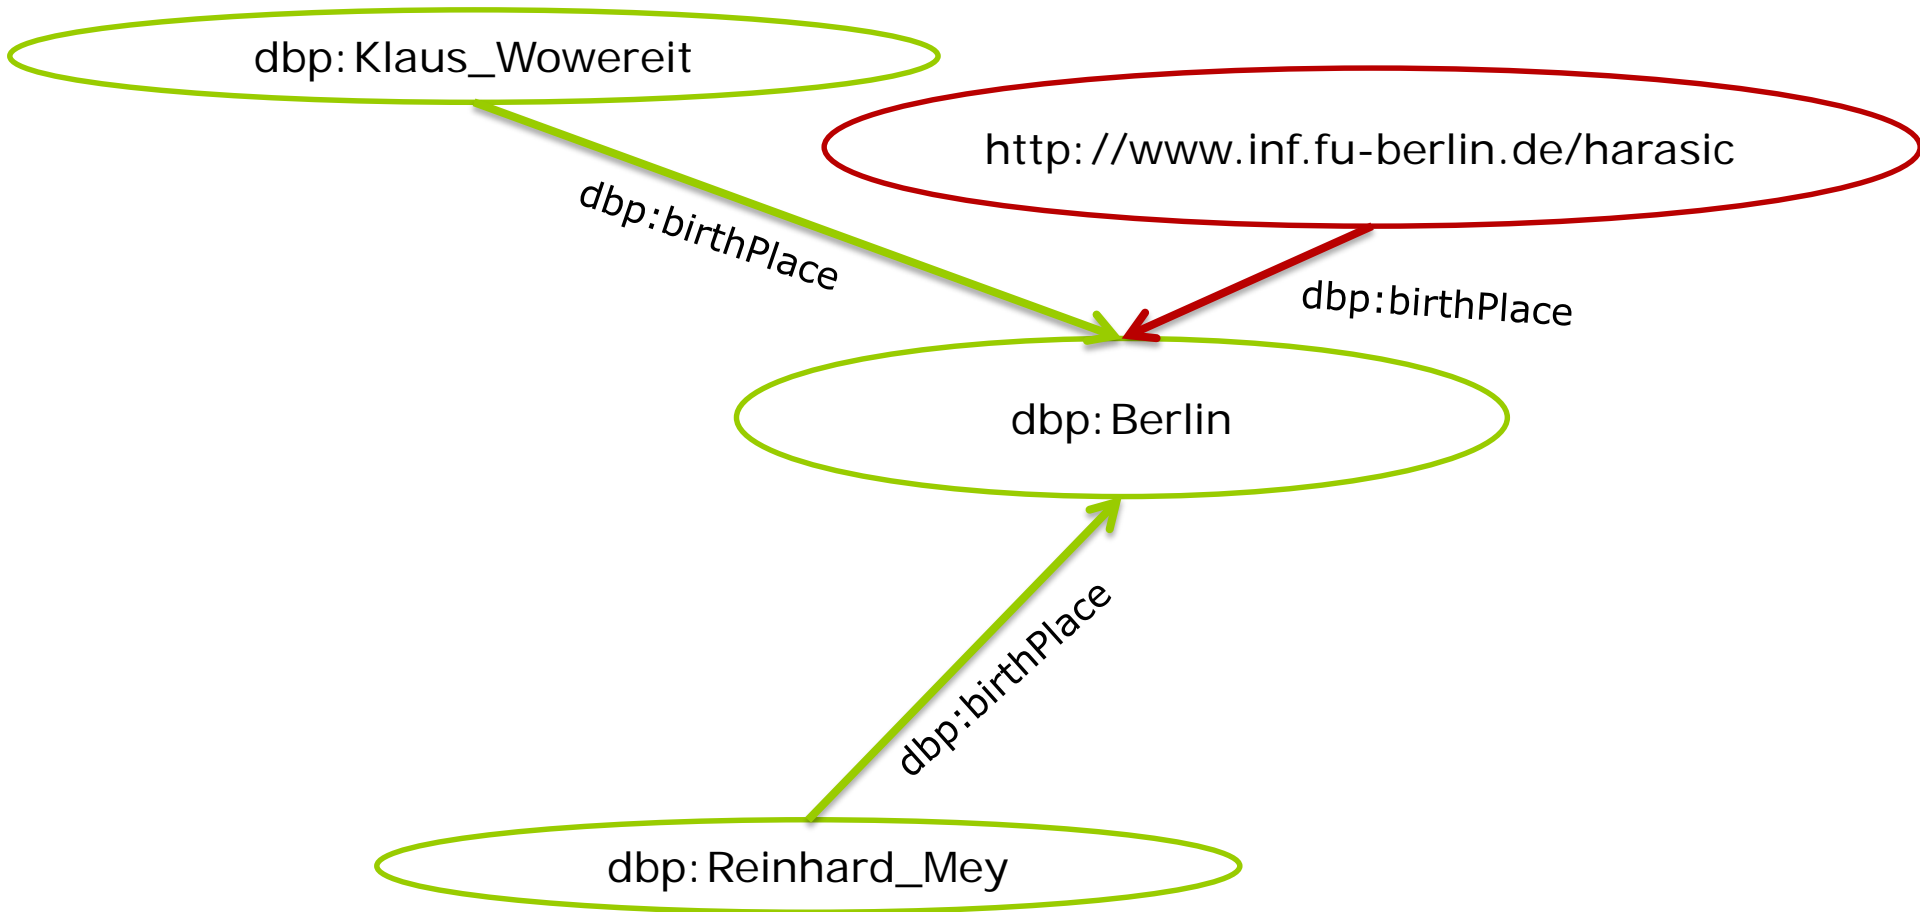 dbp:Klaus_Wowereit
http://www.inf.fu-berlin.de/harasic
dbp:birthPlace
dbp:birthPlace
dbp:Berlin
dbp:birthPlace
dbp:Reinhard_Mey